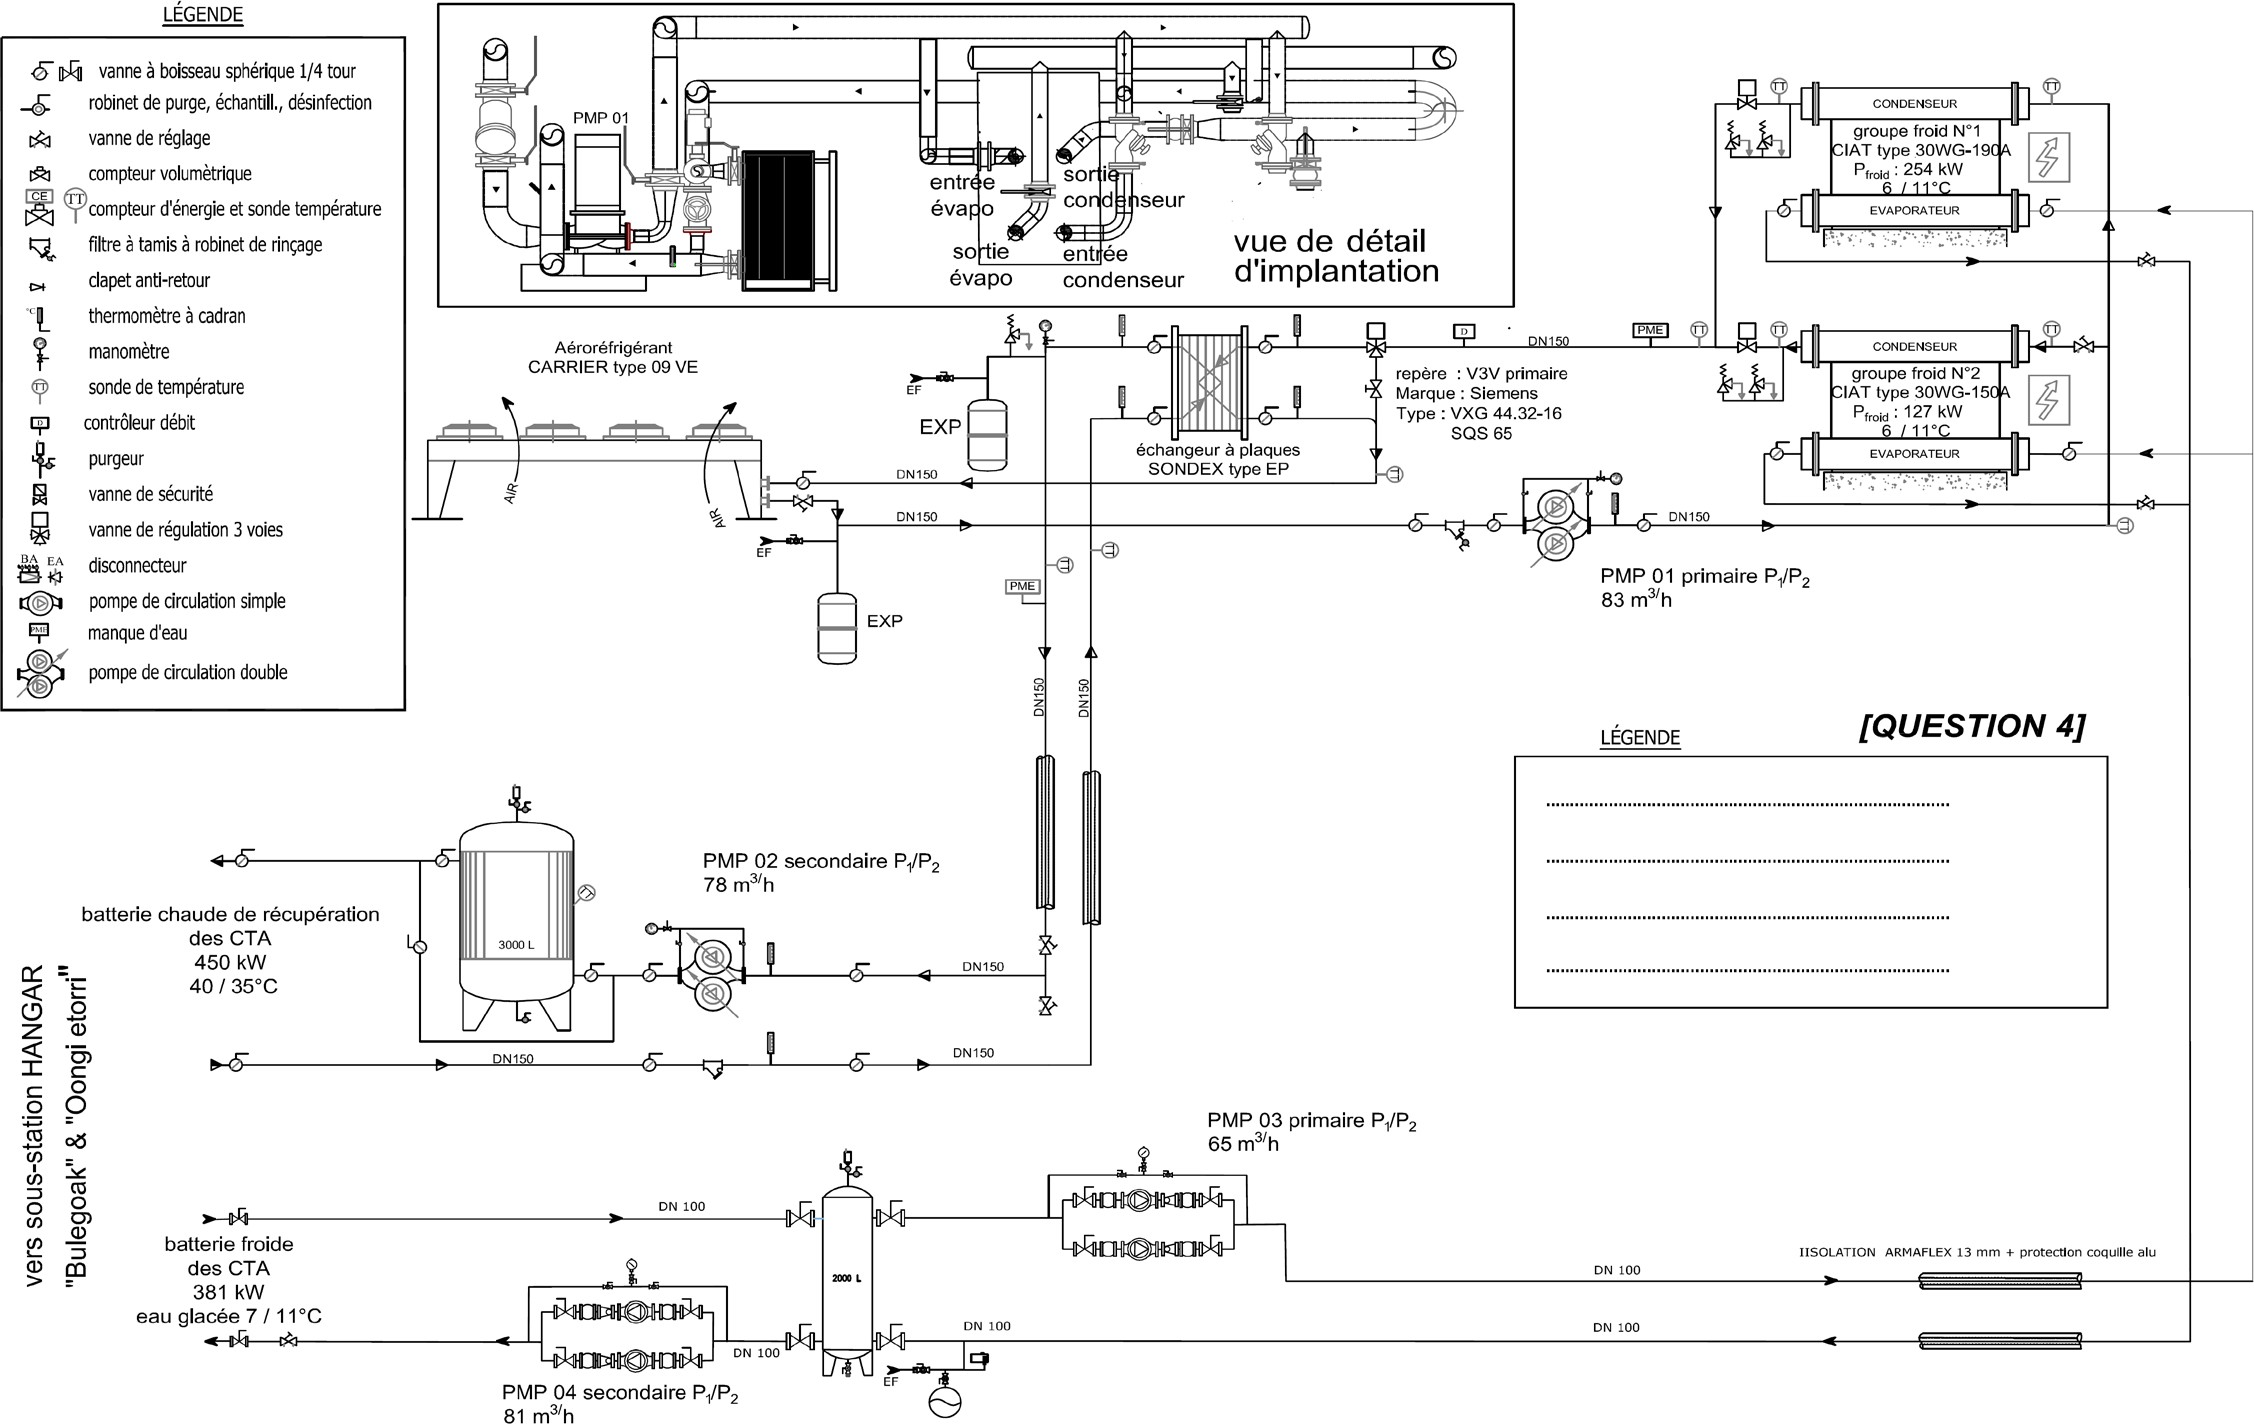 LÉGENDE
vanne à boisseau sphérique 1/4 tour
robinet de purge, échantill., désinfection
vanne de réglage
compteur volumètrique
CE
TT
compteur d'énergie et sonde température
filtre à tamis à robinet de rinçage
clapet anti-retour
°C
thermomètre à cadran
manomètre
TT
sonde de température
D
contrôleur débit
purgeur
vanne de sécurité
vanne de régulation 3 voies
BA
EA
disconnecteur
pompe de circulation simple
PME
manque d'eau
pompe de circulation double
PMP 01
entrée
évapo
sortie
condenseur
sortie
évapo
entrée
condenseur
vue de détail
d'implantation
TT
TT
CONDENSEUR
groupe froid N°1
CIAT type 30WG-190A
Pfroid : 254 kW
6 / 11°C
EVAPORATEUR
Aéroréfrigérant
CARRIER type 09 VE
AIR
AIR
EF
EXP
échangeur à plaques
SONDEX type EP
D
DN150
PME
TT
TT
TT
CONDENSEUR
groupe froid N°2
CIAT type 30WG-150A
Pfroid : 127 kW
6 / 11°C
EVAPORATEUR
repère : V3V primaire
Marque : Siemens
Type : VXG 44.32-16
SQS 65
TT
DN150
DN150
DN150
TT
EF
EXP
PMP 01 primaire P1/P2
83 m3/h
TT
TT
PME
DN150
DN150
[QUESTION 4]
LÉGENDE
PMP 02 secondaire P1/P2
78 m3/h
TT
3000 L
batterie chaude de récupération
des CTA
450 kW
40 / 35°C
DN150
DN150
DN150
vers sous-station HANGAR
"Bulegoak" & "Oongi etorri"
PMP 03 primaire P1/P2
65 m3/h
DN 100
batterie froide
des CTA
381 kW
eau glacée 7 / 11°C
2000 L
IISOLATION ARMAFLEX 13 mm + protection coquille alu
DN 100
DN 100
DN 100
DN 100
EF
PMP 04 secondaire P1/P2
81 m3/h